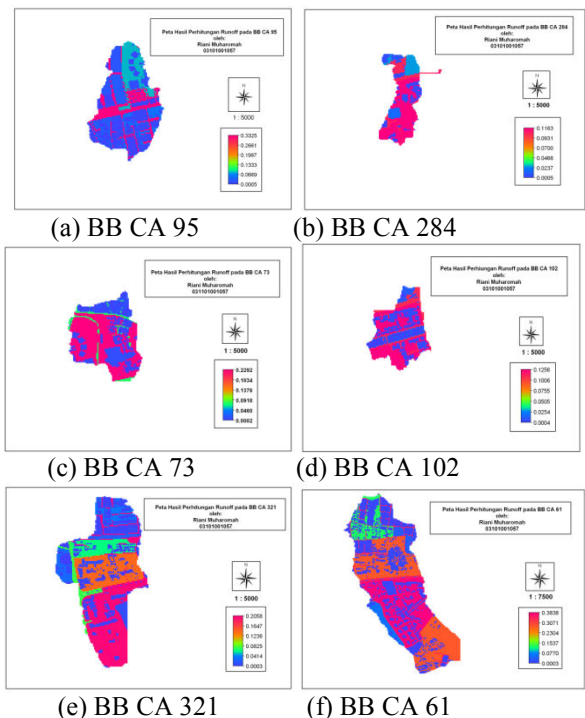 Peta Hasil Perhitungan Runoff pada BB CA 95
oleh:
Riani Muharomah
03101001057
N
1 : 5000
0.3325
0.2661
0.1997
0.1333
0.0669
0.0005
(a) BB CA 95
Peta Hasil Perhitungan Runoff pada BB CA 284
oleh:
Riani Muharomah
03101001057
N
1 : 5000
0.1163
0.0931
0.0700
0.0468
0.0237
0.0005
(b) BB CA 284
Peta Hasil Perhitungan Runoff pada BB CA 73
oleh:
Riani Muharomah
03101001057
N
1 : 5000
0.2292
0.1834
0.1376
0.0918
0.0460
0.0002
(c) BB CA 73
Peta Hasil Perhiungan Runoff pada BB CA 102
oleh:
Riani Muharomah
03101001057
N
1 : 5000
0.1256
0.1006
0.0755
0.0505
0.0254
0.0004
(d) BB CA 102
Peta Hasil Perhitungan Runoff pada BB CA 321
oleh:
Riani Muharomah
03101001057
N
1 : 5000
0.2058
0.1647
0.1236
0.0825
0.0414
0.0003
(e) BB CA 321
Peta Hasil Perhitungan Runoff pada BB CA 61
oleh:
Riani Muharomah
03101001057
N
1 : 7500
0.3838
0.3071
0.2304
0.1537
0.0770
0.0003
(f) BB CA 61